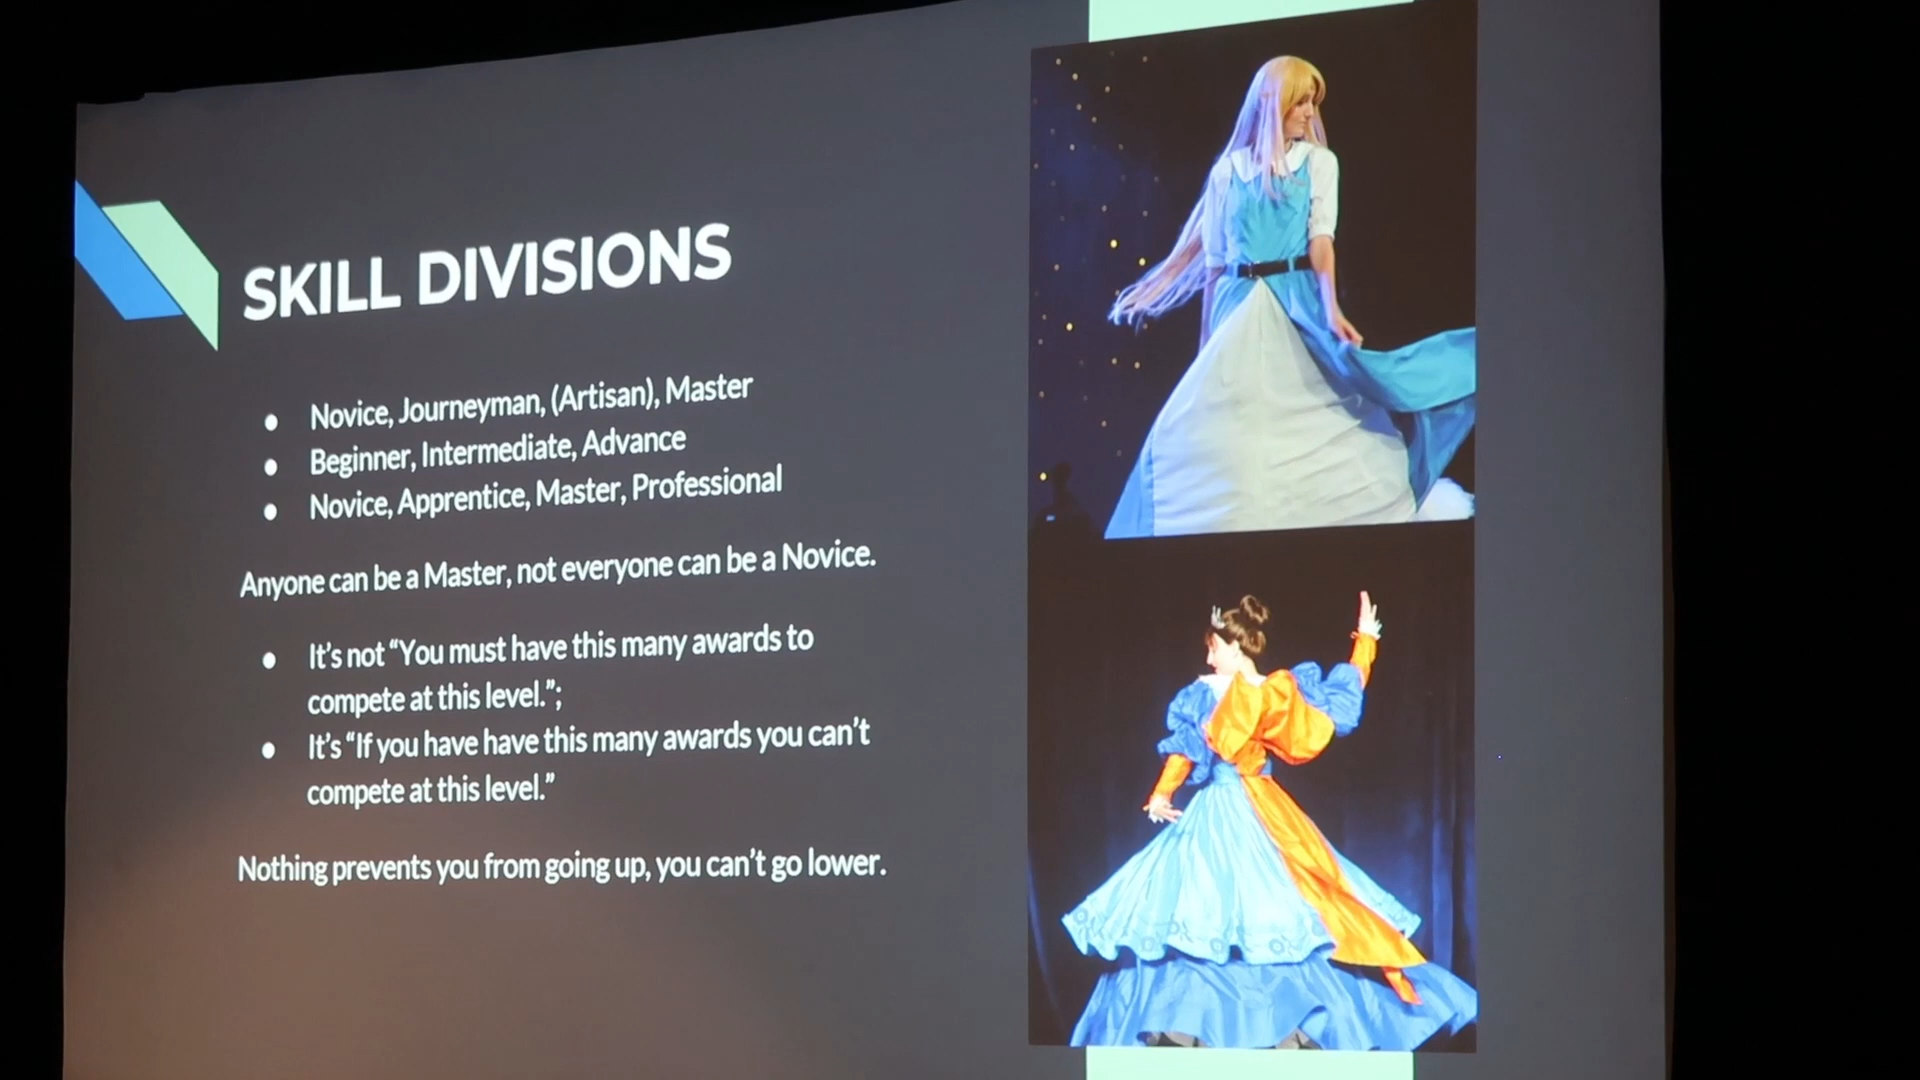 SKILL DIVISIONS
● Novice, Journeyman, (Artisan), Master
● Beginner, Intermediate, Advance
● Novice, Apprentice, Master, Professional
Anyone can be a Master, not everyone can be a Novice.
● It's not “You must have this many awards to
compete at this level.”;
● It's “If you have have this many awards you can't
compete at this level.”
Nothing prevents you from going up, you can't go lower.